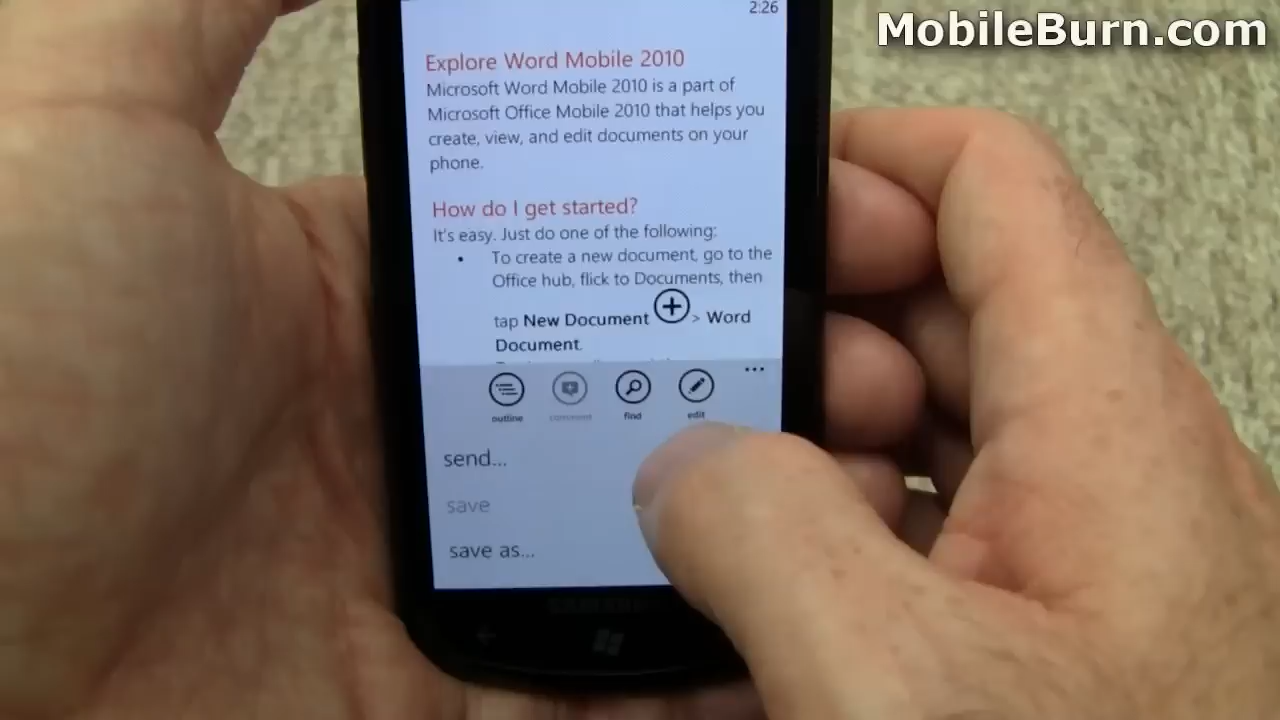 2:26
MobileBurn.com
Explore Word Mobile 2010
Microsoft Word Mobile 2010 is a part of
Microsoft Office Mobile 2010 that helps you
create, view, and edit documents on your
phone.
How do I get started?
It's easy. Just do one of the following:
• To create a new document, go to the
Office hub, flick to Documents, then
tap New Document > Word
Document.
outline comment find edit
send...
save
save as...
SAMSUNG